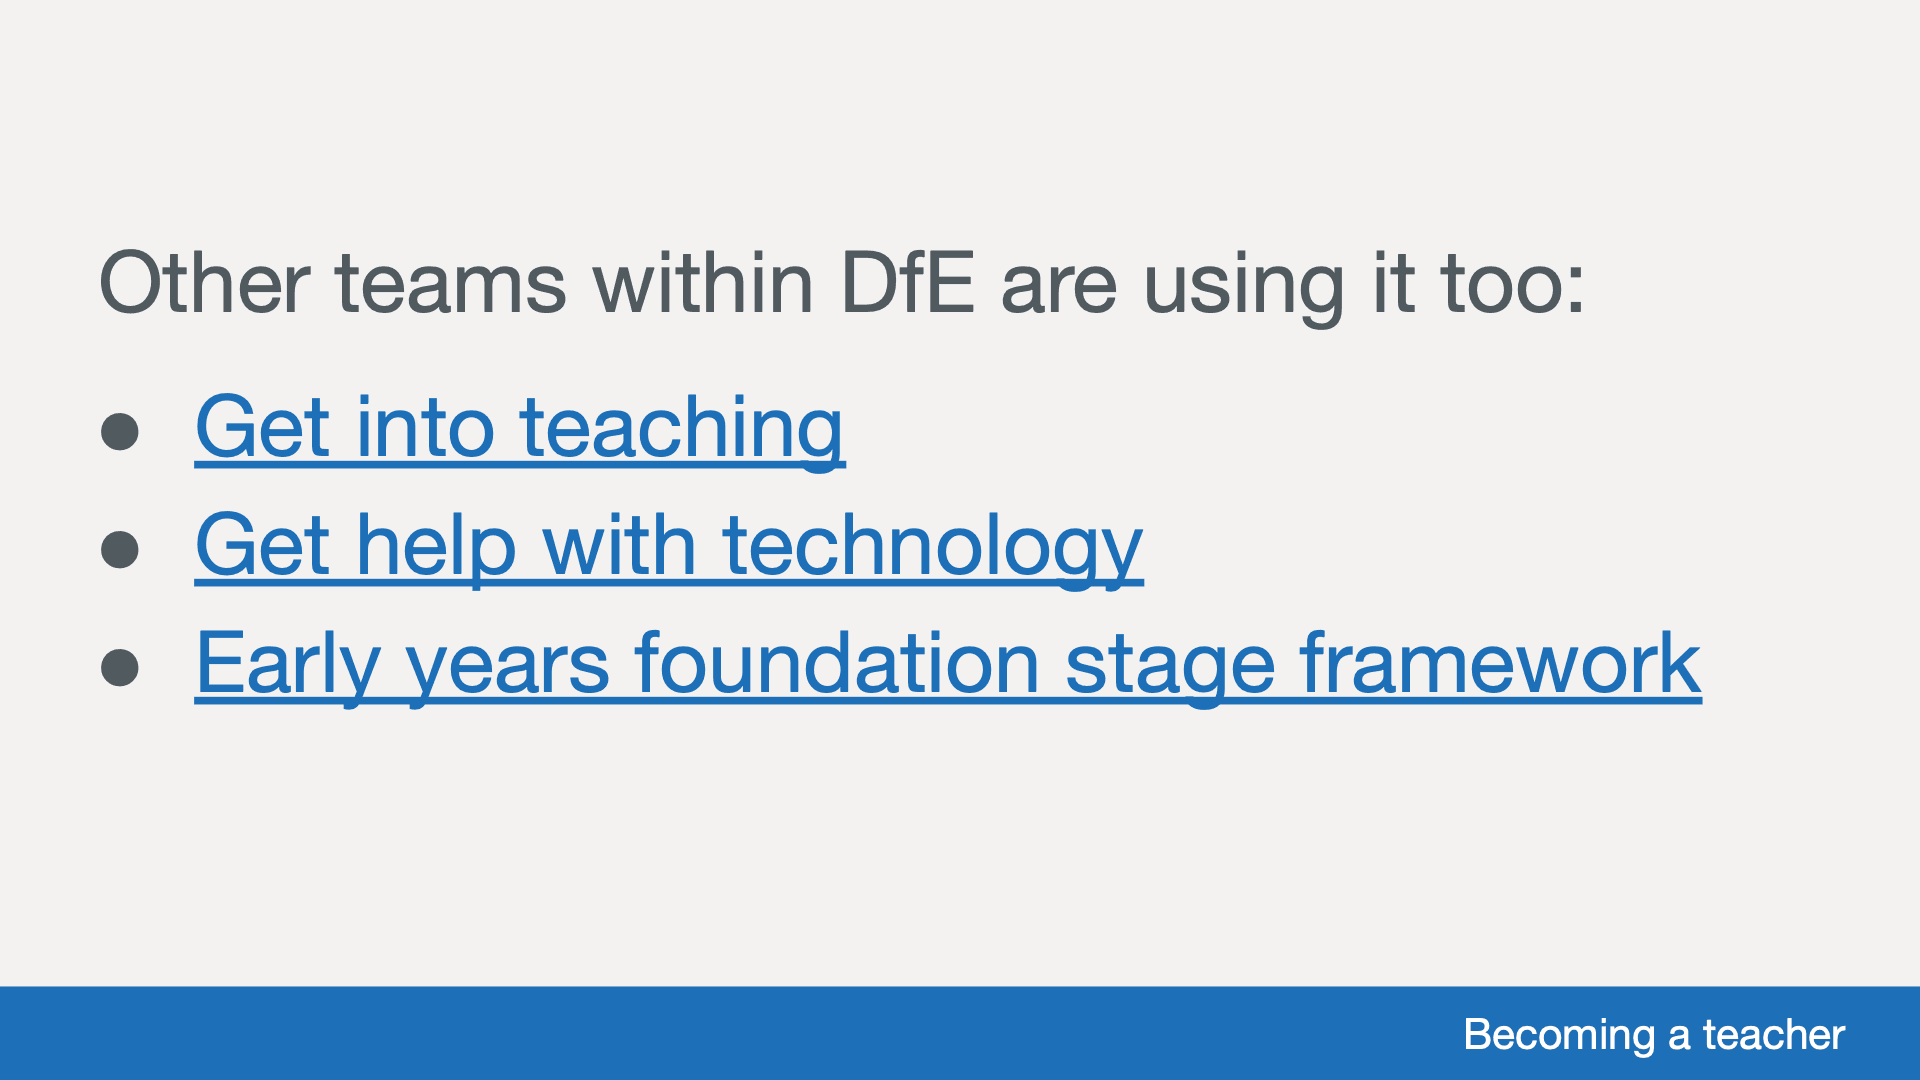 Other teams within DfE are using it too:
● Get into teaching
● Get help with technology
● Early years foundation stage framework
Becoming a teacher